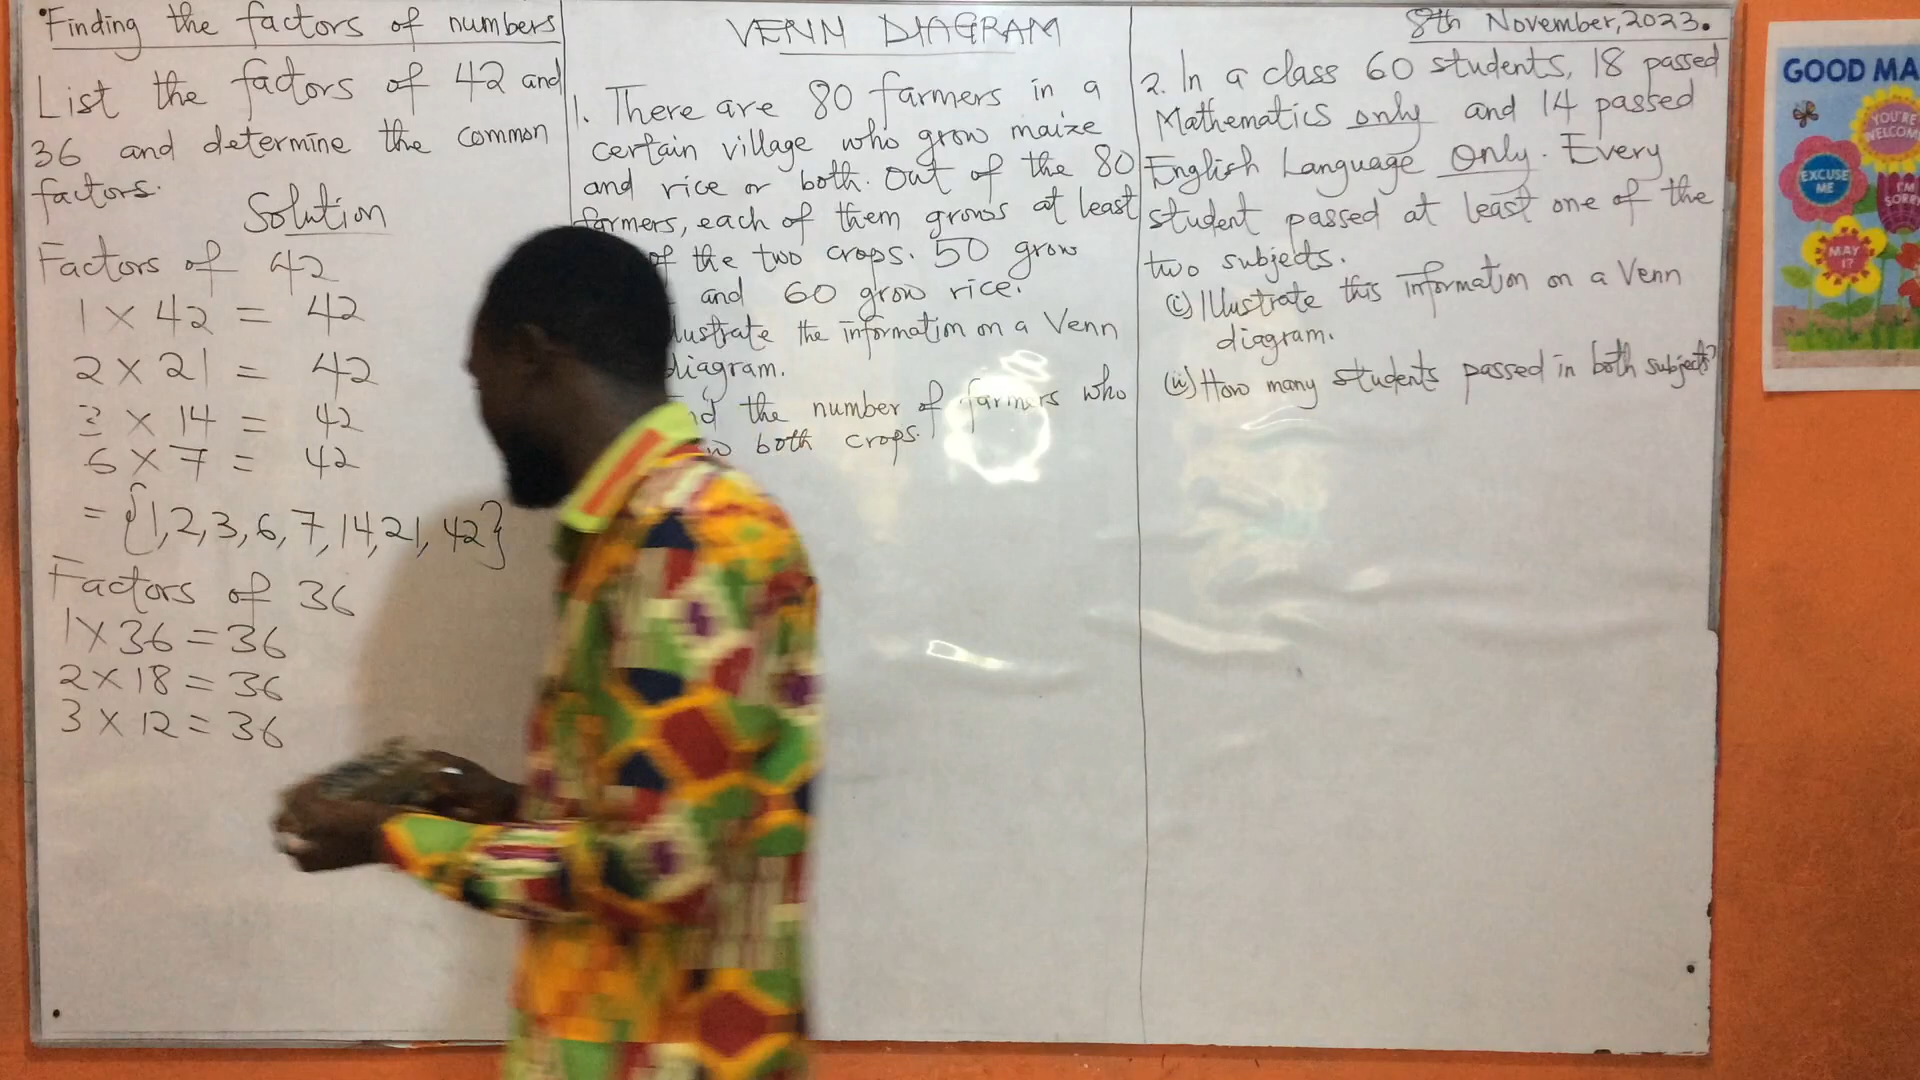 Finding the factors of numbers
List the factors of 42 and
36 and determine the common
factors.
Solution
Factors of 42
1 × 42 = 42
2 × 21 = 42
3 × 14 = 42
6 × 7 = 42
= {1,2,3,6,7,14,21,42}
Factors of 36
1 × 36 = 36
2 × 18 = 36
3 × 12 = 36
VENN DIAGRAM
1. There are 80 farmers in a
certain village who grow maize
and rice or both. Out of the 80
farmers, each of them grows at least
of the two crops. 50 grow
and 60 grow rice.
lustrate the information on a Venn
diagram.
the number of farmers who
both crops.
8th November, 2023.
2. In a class 60 students, 18 passed
Mathematics only and 14 passed
English Language only. Every
student passed at least one of the
two subjects.
(i) Illustrate this information on a Venn
diagram.
(ii) How many students passed in both subjects?
GOOD MA
YOU'RE
WELCOM
EXCUSE
ME
I'M
SORRY
MAY
I?